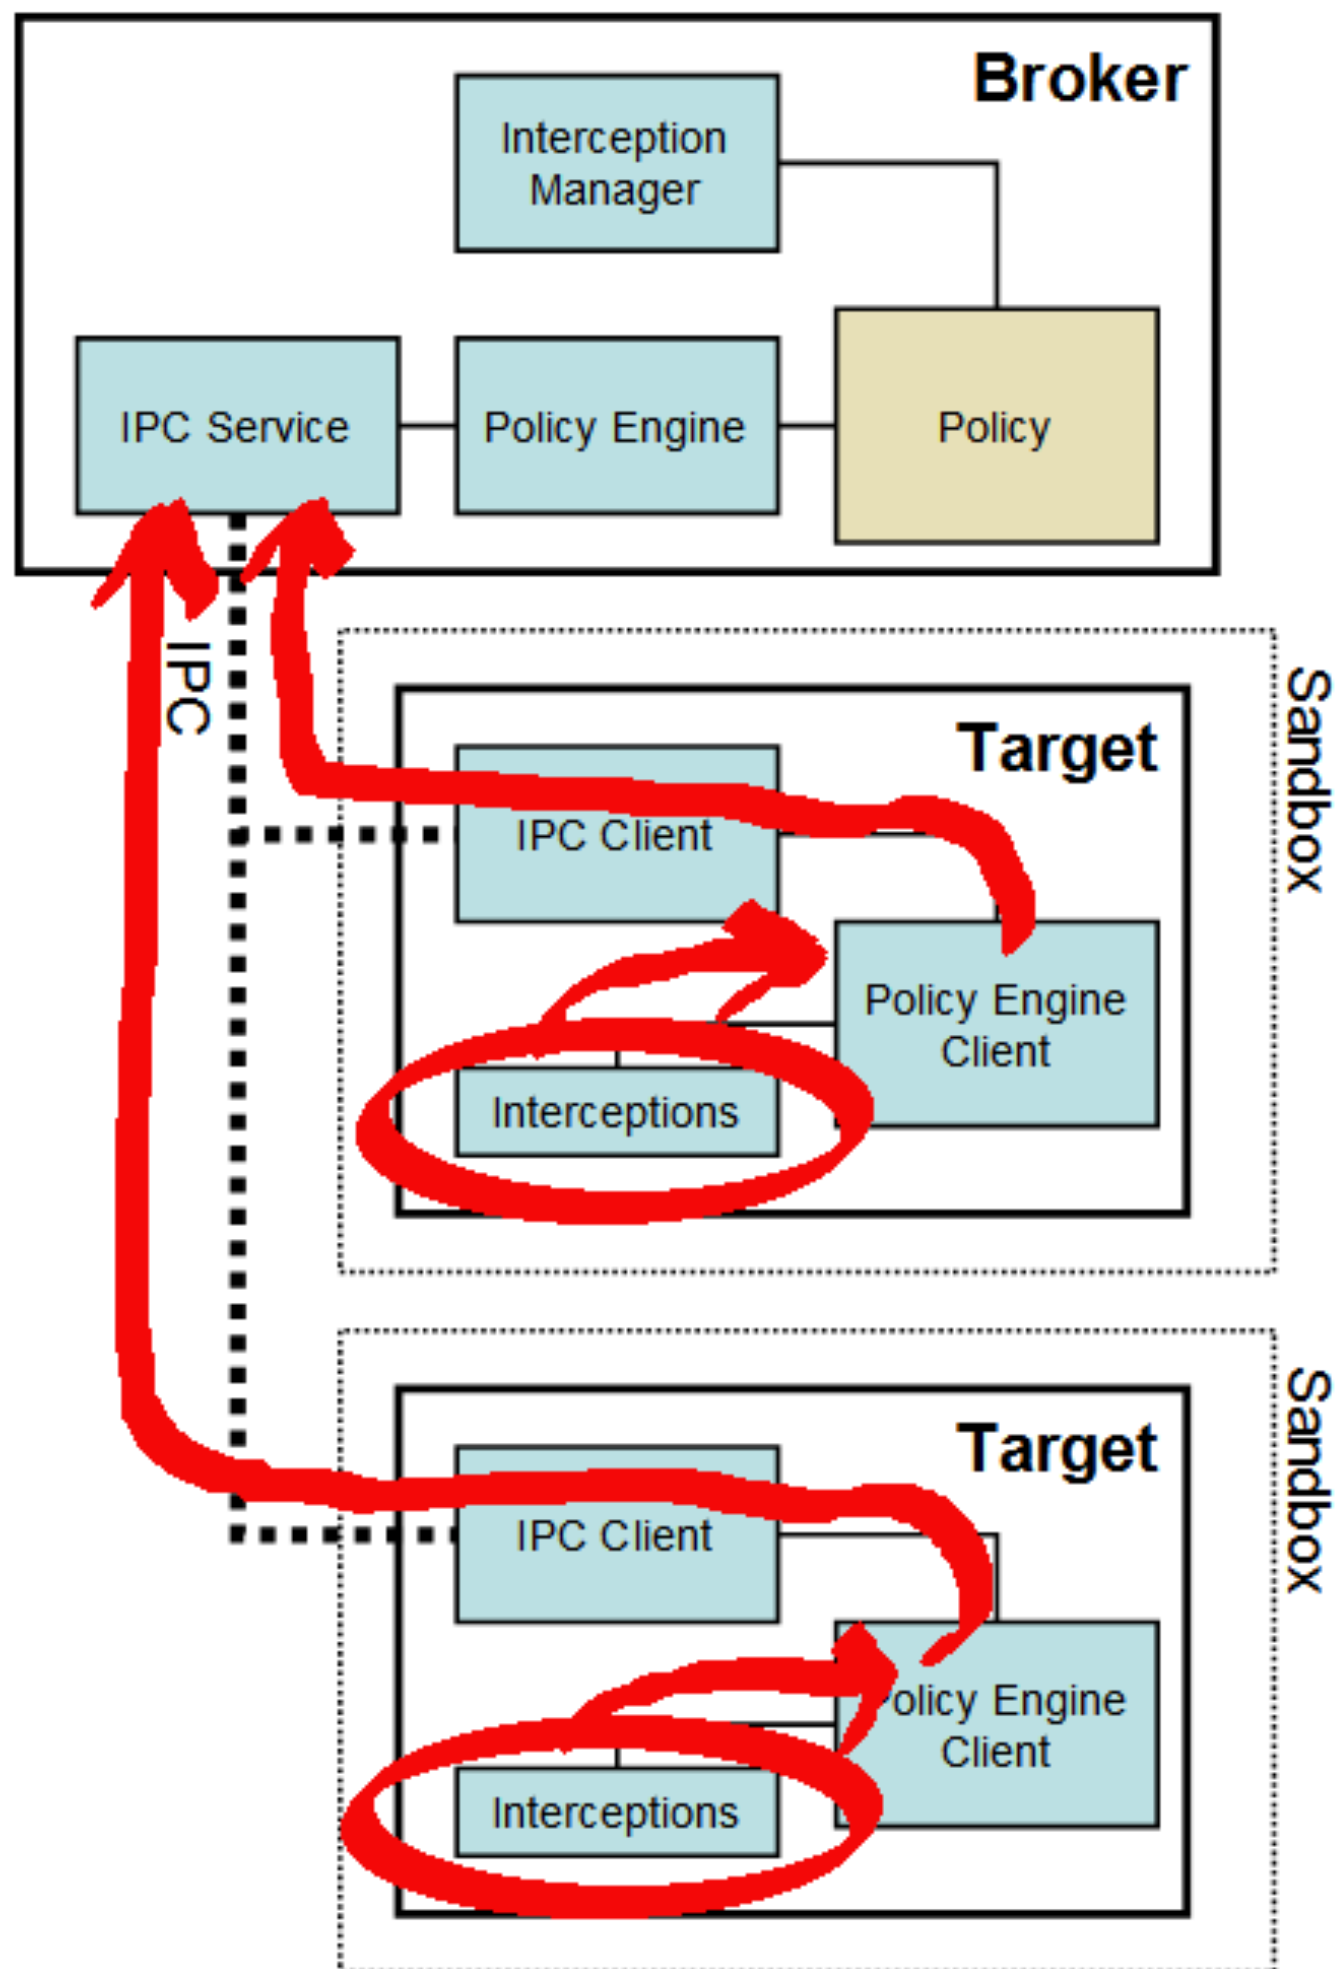 Broker
Interception
Manager
IPC Service
Policy Engine
Policy
IPC
Sandbox
Target
IPC Client
Policy Engine
Client
Interceptions
Sandbox
Target
IPC Client
Policy Engine
Client
Interceptions